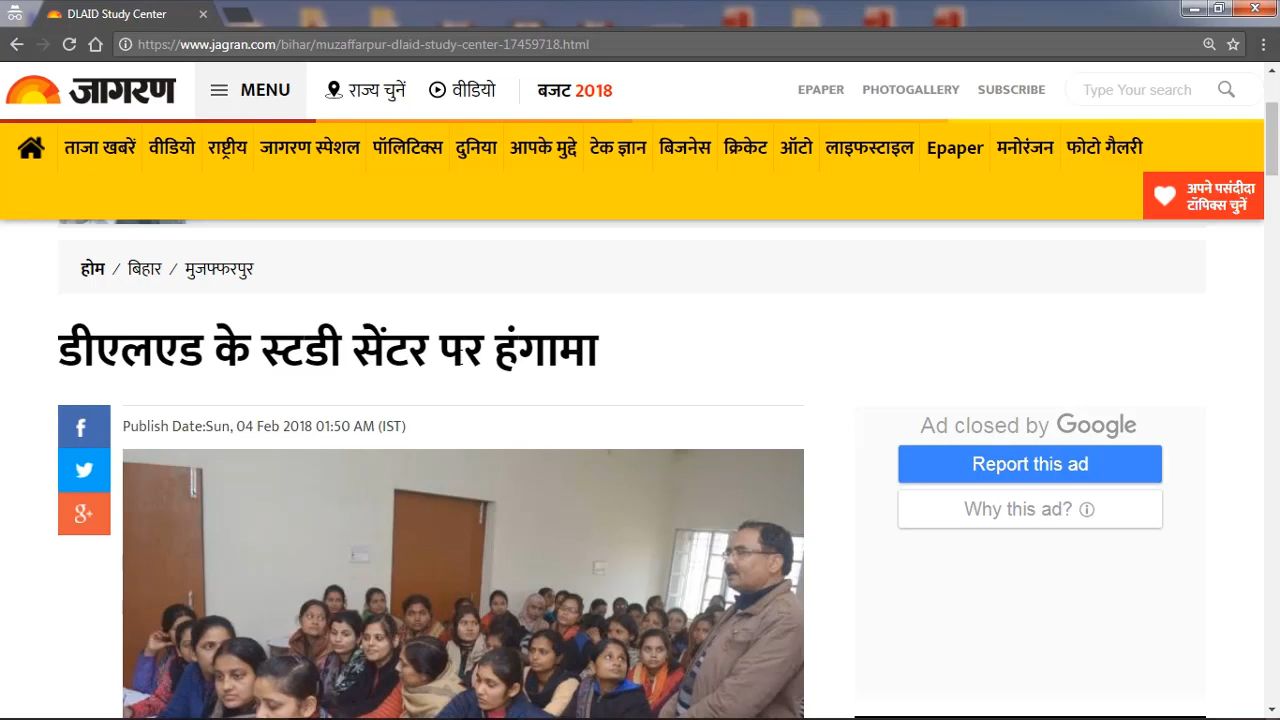 DLAID Study Center
https://www.jagran.com/bihar/muzaffarpur-dlaid-study-center-17459718.html
जागरण MENU राज्य चुनें वीडियो बजट 2018 EPAPER PHOTOGALLERY SUBSCRIBE Type Your search
ताजा खबरें वीडियो राष्ट्रीय जागरण स्पेशल पॉलिटिक्स दुनिया आपके मुद्दे टेक ज्ञान बिजनेस क्रिकेट ऑटो लाइफस्टाइल Epaper मनोरंजन फोटो गैलरी
अपने पसंदीदा
टॉपिक्स चुनें
होम / बिहार / मुजफ्फरपुर
डीएलएड के स्टडी सेंटर पर हंगामा
f
Publish Date:Sun, 04 Feb 2018 01:50 AM (IST)
g+
Ad closed by Google
Report this ad
Why this ad?